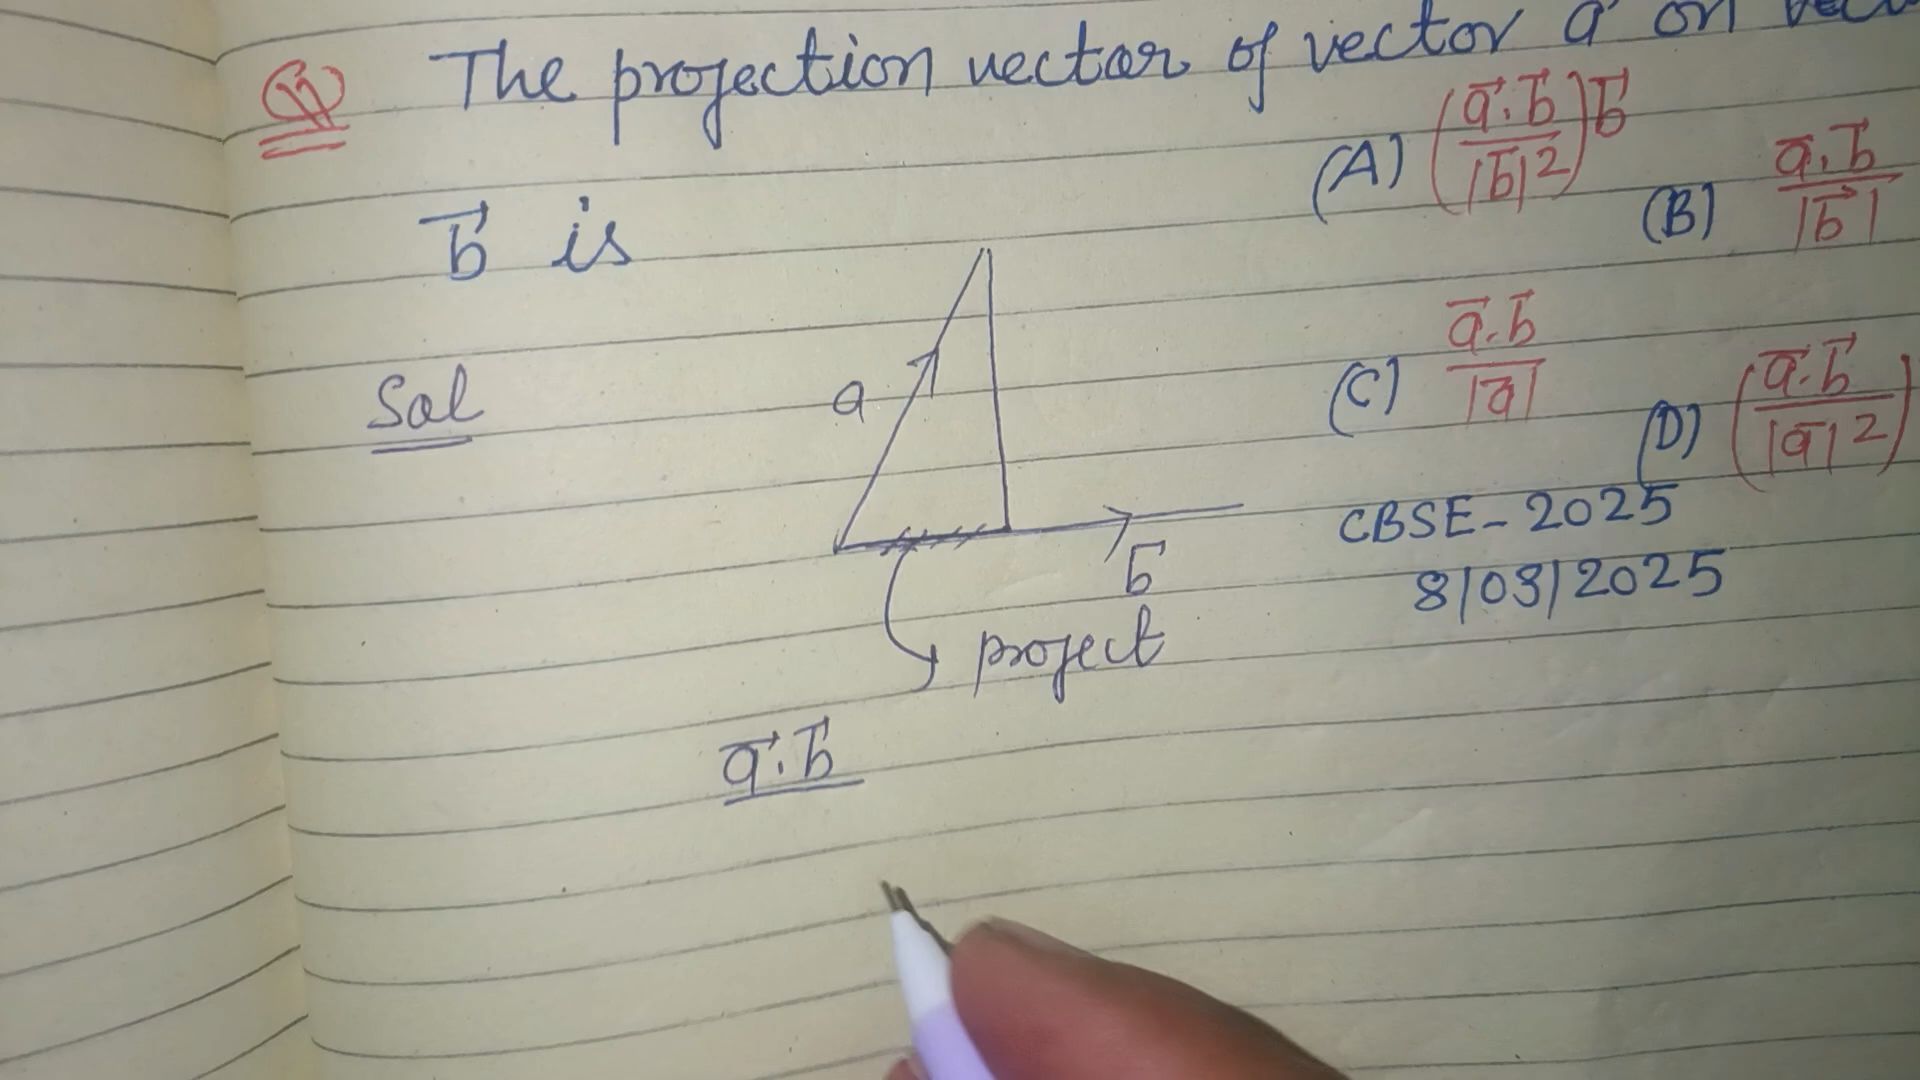 Q The projection vector of vector a⃗ on
b⃗ is
(A) (a⃗.b⃗/|b⃗|²)b⃗
(B) a⃗.b⃗/|b⃗|
(C) a⃗.b⃗/|a⃗|
(D) (a⃗.b⃗/|a⃗|²)
CBSE-2025
8/03/2025
Sol
a
b⃗
project
a⃗.b⃗